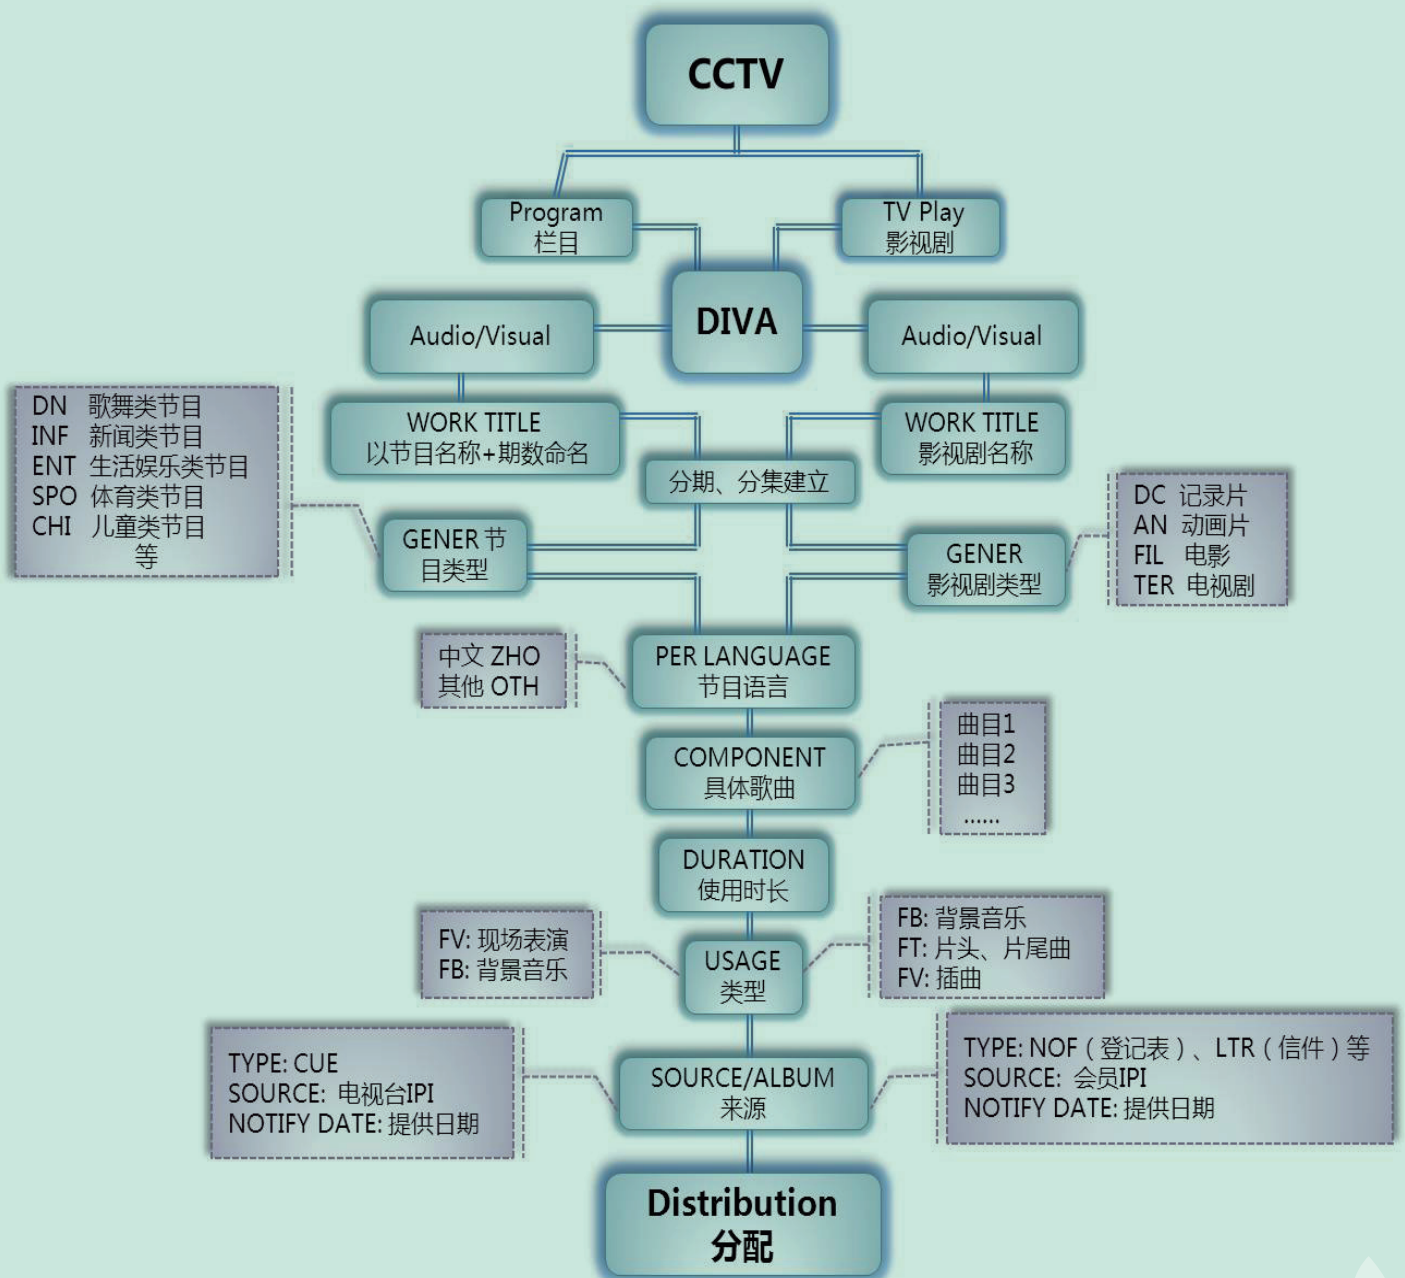 CCTV
Program
栏目
TV Play
影视剧
DIVA
Audio/Visual
Audio/Visual
WORK TITLE
以节目名称+期数命名
WORK TITLE
影视剧名称
分期、分集建立
DN 歌舞类节目
INF 新闻类节目
ENT 生活娱乐类节目
SPO 体育类节目
CHI 儿童类节目
等
GENER 节
目类型
GENER
影视剧类型
DC 记录片
AN 动画片
FIL 电影
TER 电视剧
中文 ZHO
其他 OTH
PER LANGUAGE
节目语言
COMPONENT
具体歌曲
曲目1
曲目2
曲目3
......
DURATION
使用时长
FV: 现场表演
FB: 背景音乐
USAGE
类型
FB: 背景音乐
FT: 片头、片尾曲
FV: 插曲
TYPE: CUE
SOURCE: 电视台IPI
NOTIFY DATE: 提供日期
SOURCE/ALBUM
来源
TYPE: NOF（登记表）、LTR（信件）等
SOURCE: 会员IPI
NOTIFY DATE: 提供日期
Distribution
分配